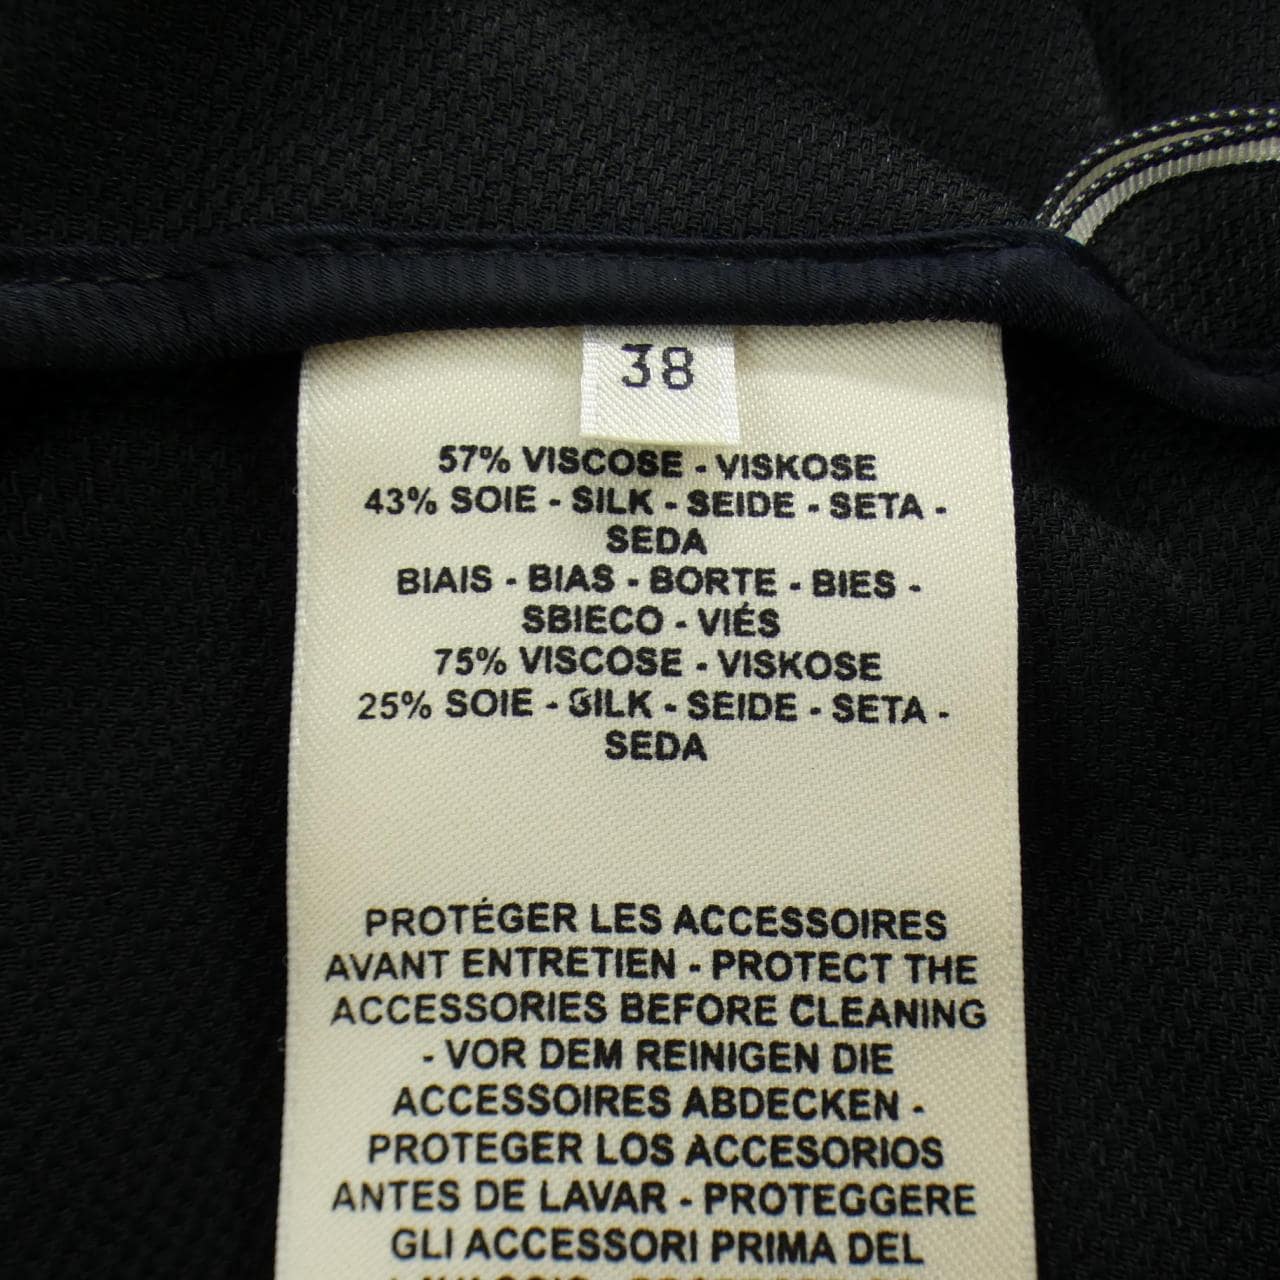 38
57% VISCOSE - VISKOSE
43% SOIE - SILK - SEIDE - SETA -
SEDA
BIAIS - BIAS - BORTE - BIES -
SBIECO - VIÉS
75% VISCOSE - VISKOSE
25% SOIE - SILK - SEIDE - SETA -
SEDA
PROTÉGER LES ACCESSOIRES
AVANT ENTRETIEN - PROTECT THE
ACCESSORIES BEFORE CLEANING
- VOR DEM REINIGEN DIE
ACCESSOIRES ABDECKEN -
PROTEGER LOS ACCESORIOS
ANTES DE LAVAR - PROTEGGERE
GLI ACCESSORI PRIMA DEL